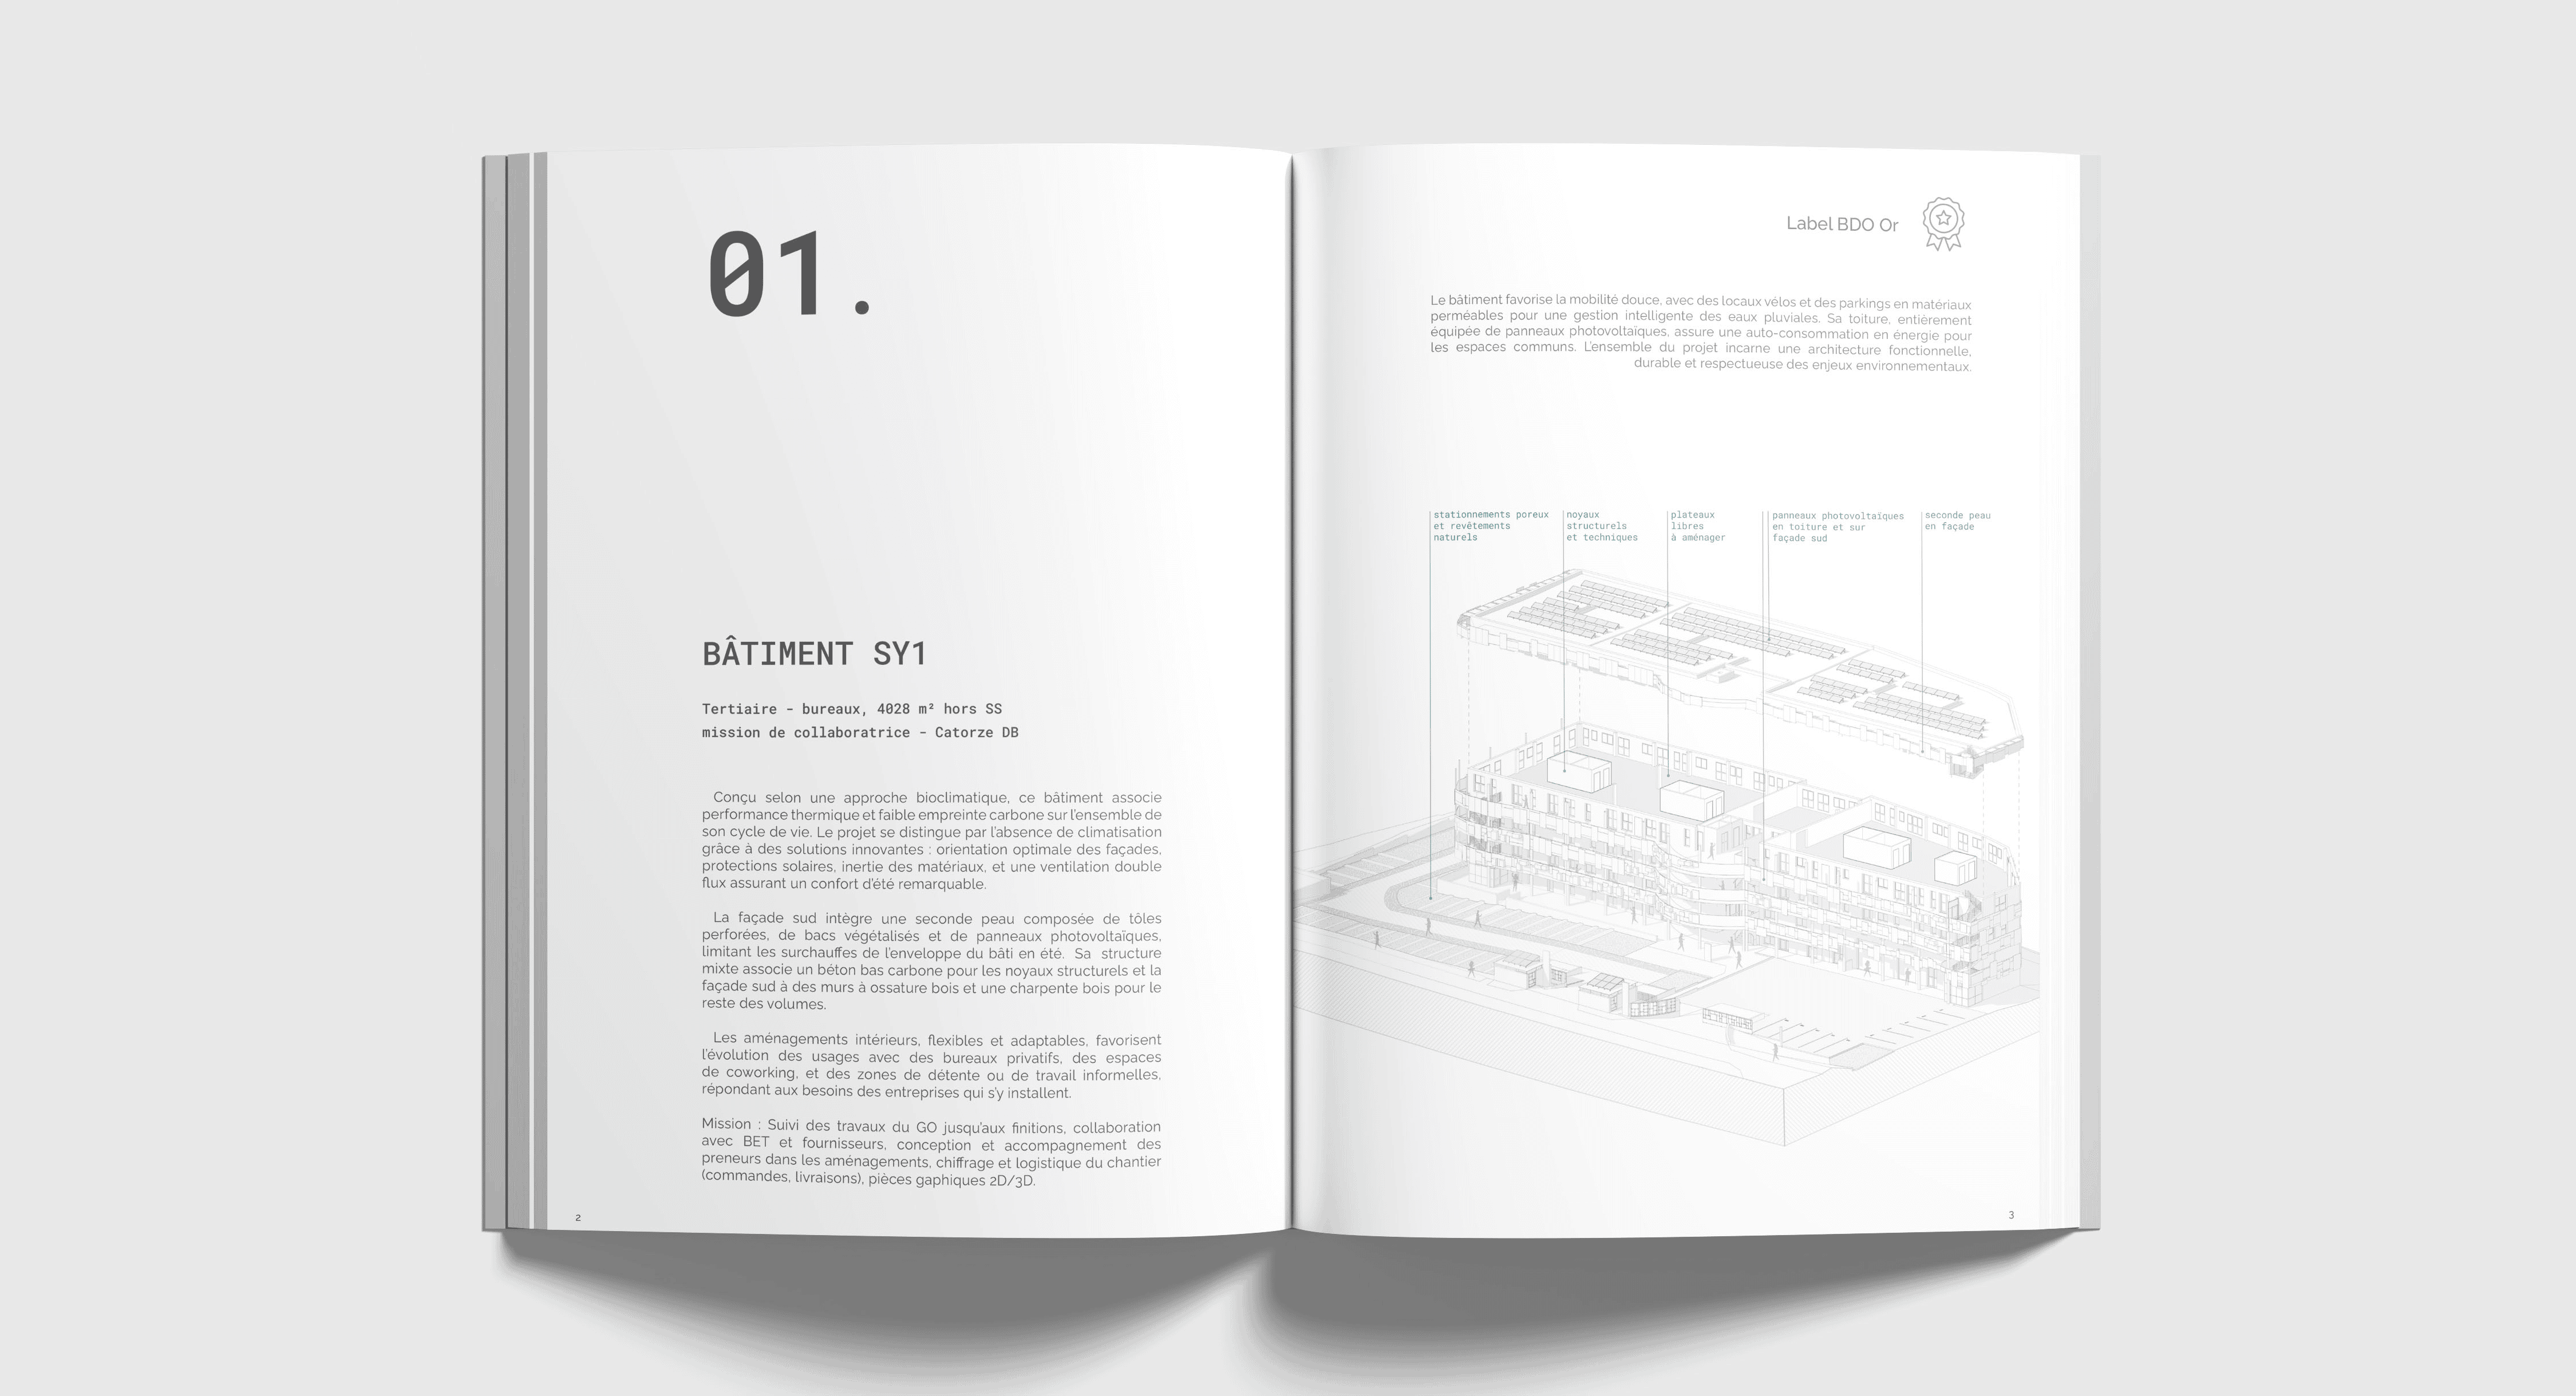 01.
BÂTIMENT SY1
Tertiaire - bureaux, 4028 m² hors SS
mission de collaboratrice - Catorze DB
Conçu selon une approche bioclimatique, ce bâtiment associe
performance thermique et faible empreinte carbone sur l'ensemble de
son cycle de vie. Le projet se distingue par l'absence de climatisation
grâce à des solutions innovantes : orientation optimale des façades,
protections solaires, inertie des matériaux, et une ventilation double
flux assurant un confort d'été remarquable.
La façade sud intègre une seconde peau composée de tôles
perforées, de bacs végétalisés et de panneaux photovoltaïques,
limitant les surchauffes de l'enveloppe du bâti en été. Sa structure
mixte associe un béton bas carbone pour les noyaux structurels et la
façade sud à des murs à ossature bois et une charpente bois pour le
reste des volumes.
Les aménagements intérieurs, flexibles et adaptables, favorisent
l'évolution des usages avec des bureaux privatifs, des espaces
de coworking, et des zones de détente ou de travail informelles,
répondant aux besoins des entreprises qui s'y installent.
Mission : Suivi des travaux du GO jusqu'aux finitions, collaboration
avec BET et fournisseurs, conception et accompagnement des
preneurs dans les aménagements, chiffrage et logistique du chantier
(commandes, livraisons), pièces gaphiques 2D/3D.
2
Label BDO Or
Le bâtiment favorise la mobilité douce, avec des locaux vélos et des parkings en matériaux
perméables pour une gestion intelligente des eaux pluviales. Sa toiture, entièrement
équipée de panneaux photovoltaïques, assure une auto-consommation en énergie pour
les espaces communs. L'ensemble du projet incarne une architecture fonctionnelle,
durable et respectueuse des enjeux environnementaux.
stationnements poreux
et revêtements
naturels
noyaux
structurels
et techniques
plateaux
libres
à aménager
panneaux photovoltaïques
en toiture et sur
façade sud
seconde peau
en façade
3